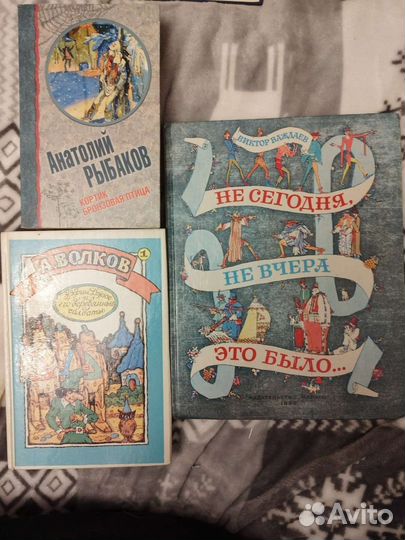 Анатолий
РЫБАКОВ
КОРТИК
БРОНЗОВАЯ ПТИЦА
ВИКТОР ВАЖДАЕВ
НЕ СЕГОДНЯ,
НЕ ВЧЕРА
ЭТО БЫЛО...
А. ВОЛКОВ
1
Урфин Джюс
и
его деревянные
солдаты
Avito